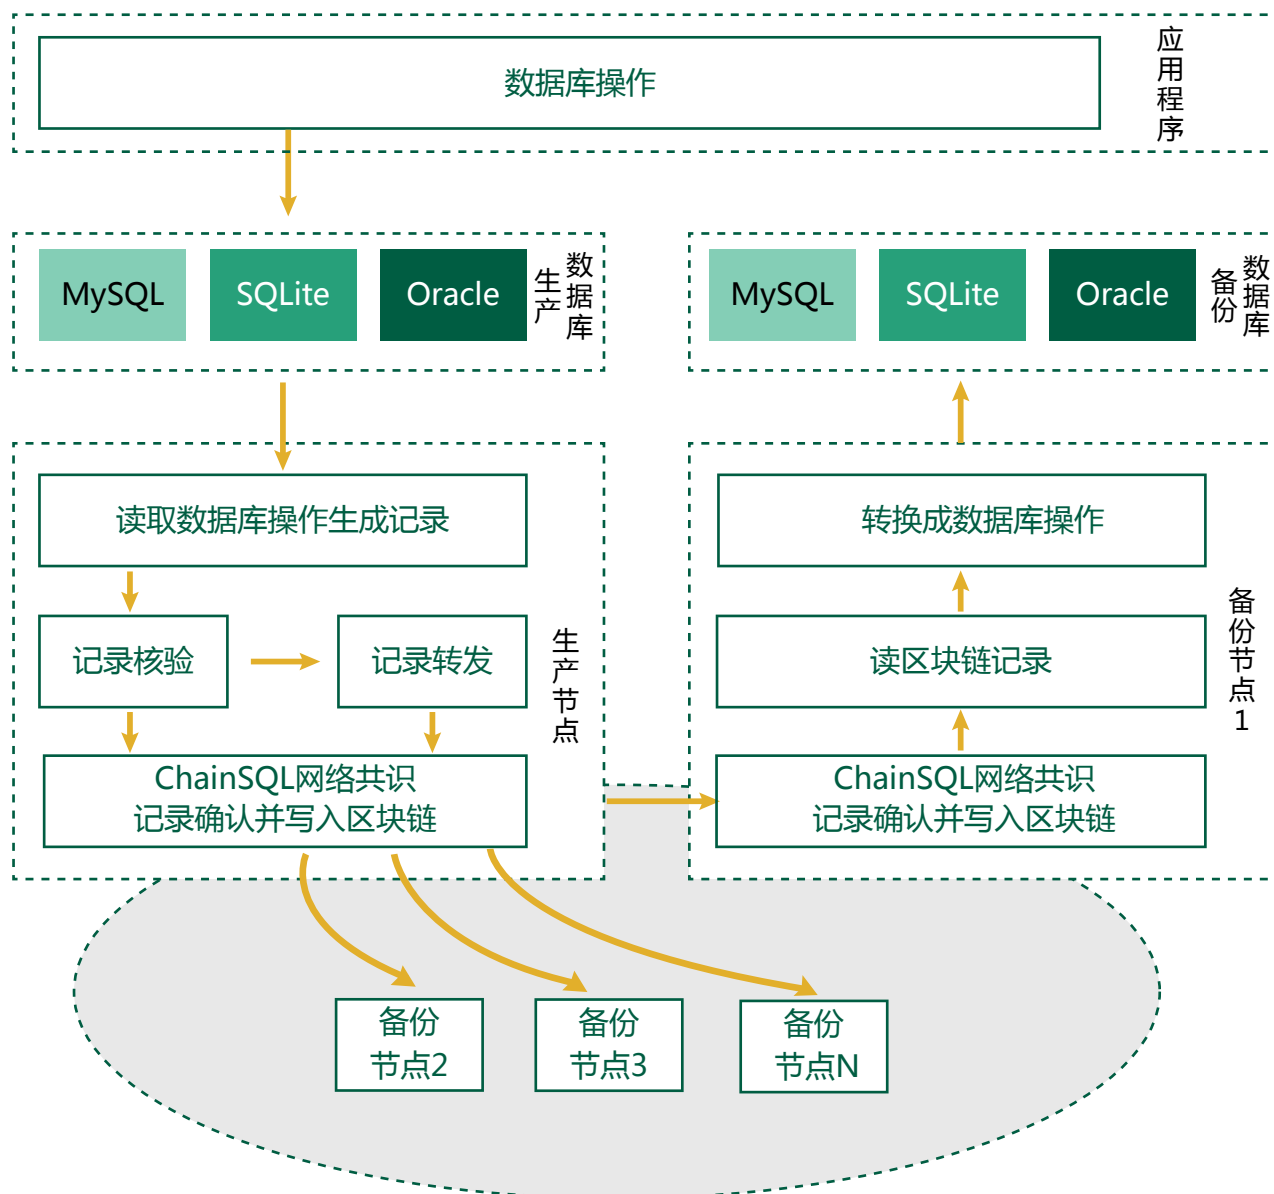 数据库操作
应用程序
MySQL
SQLite
Oracle
生产
数据库
MySQL
SQLite
Oracle
备份
数据库
读取数据库操作生成记录
记录核验
记录转发
ChainSQL网络共识
记录确认并写入区块链
生产节点
转换成数据库操作
读区块链记录
ChainSQL网络共识
记录确认并写入区块链
备份节点1
备份
节点2
备份
节点3
备份
节点N